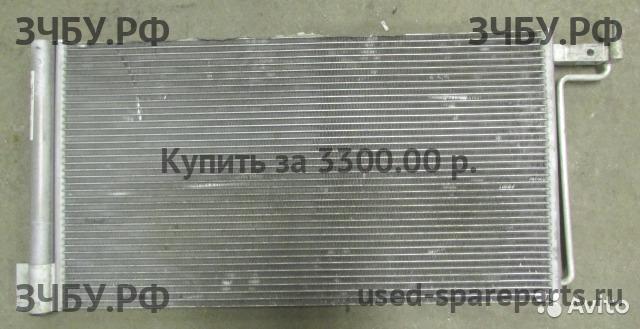 ЗЧБУ.РФ ЗЧБУ.РФ
Купить за 3300.00 р.
ЗЧБУ.РФ used-spareparts.ru
Avito